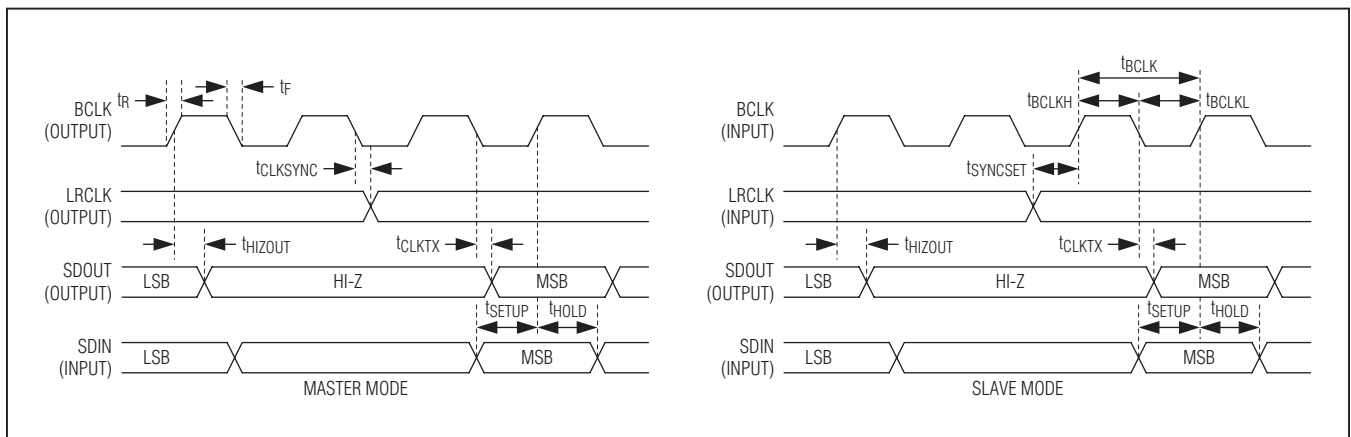 tR
tF
BCLK
(OUTPUT)
tCLKSYNC
LRCLK
(OUTPUT)
tHIZOUT
tCLKTX
SDOUT
(OUTPUT)
LSB
HI-Z
MSB
tSETUP
tHOLD
SDIN
(INPUT)
LSB
MSB
MASTER MODE
tBCLK
tBCLKH
tBCLKL
BCLK
(INPUT)
tSYNCSET
LRCLK
(INPUT)
tHIZOUT
tCLKTX
SDOUT
(OUTPUT)
LSB
HI-Z
MSB
tSETUP
tHOLD
SDIN
(INPUT)
LSB
MSB
SLAVE MODE